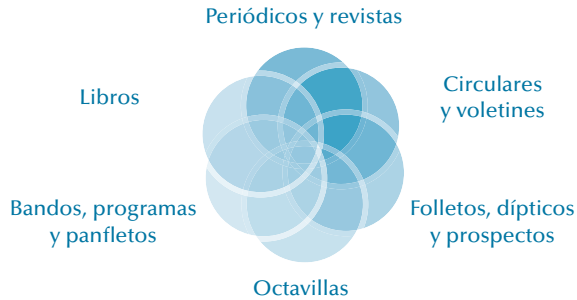 Periódicos y revistas
Libros
Circulares
y voletines
Bandos, programas
y panfletos
Folletos, dípticos
y prospectos
Octavillas